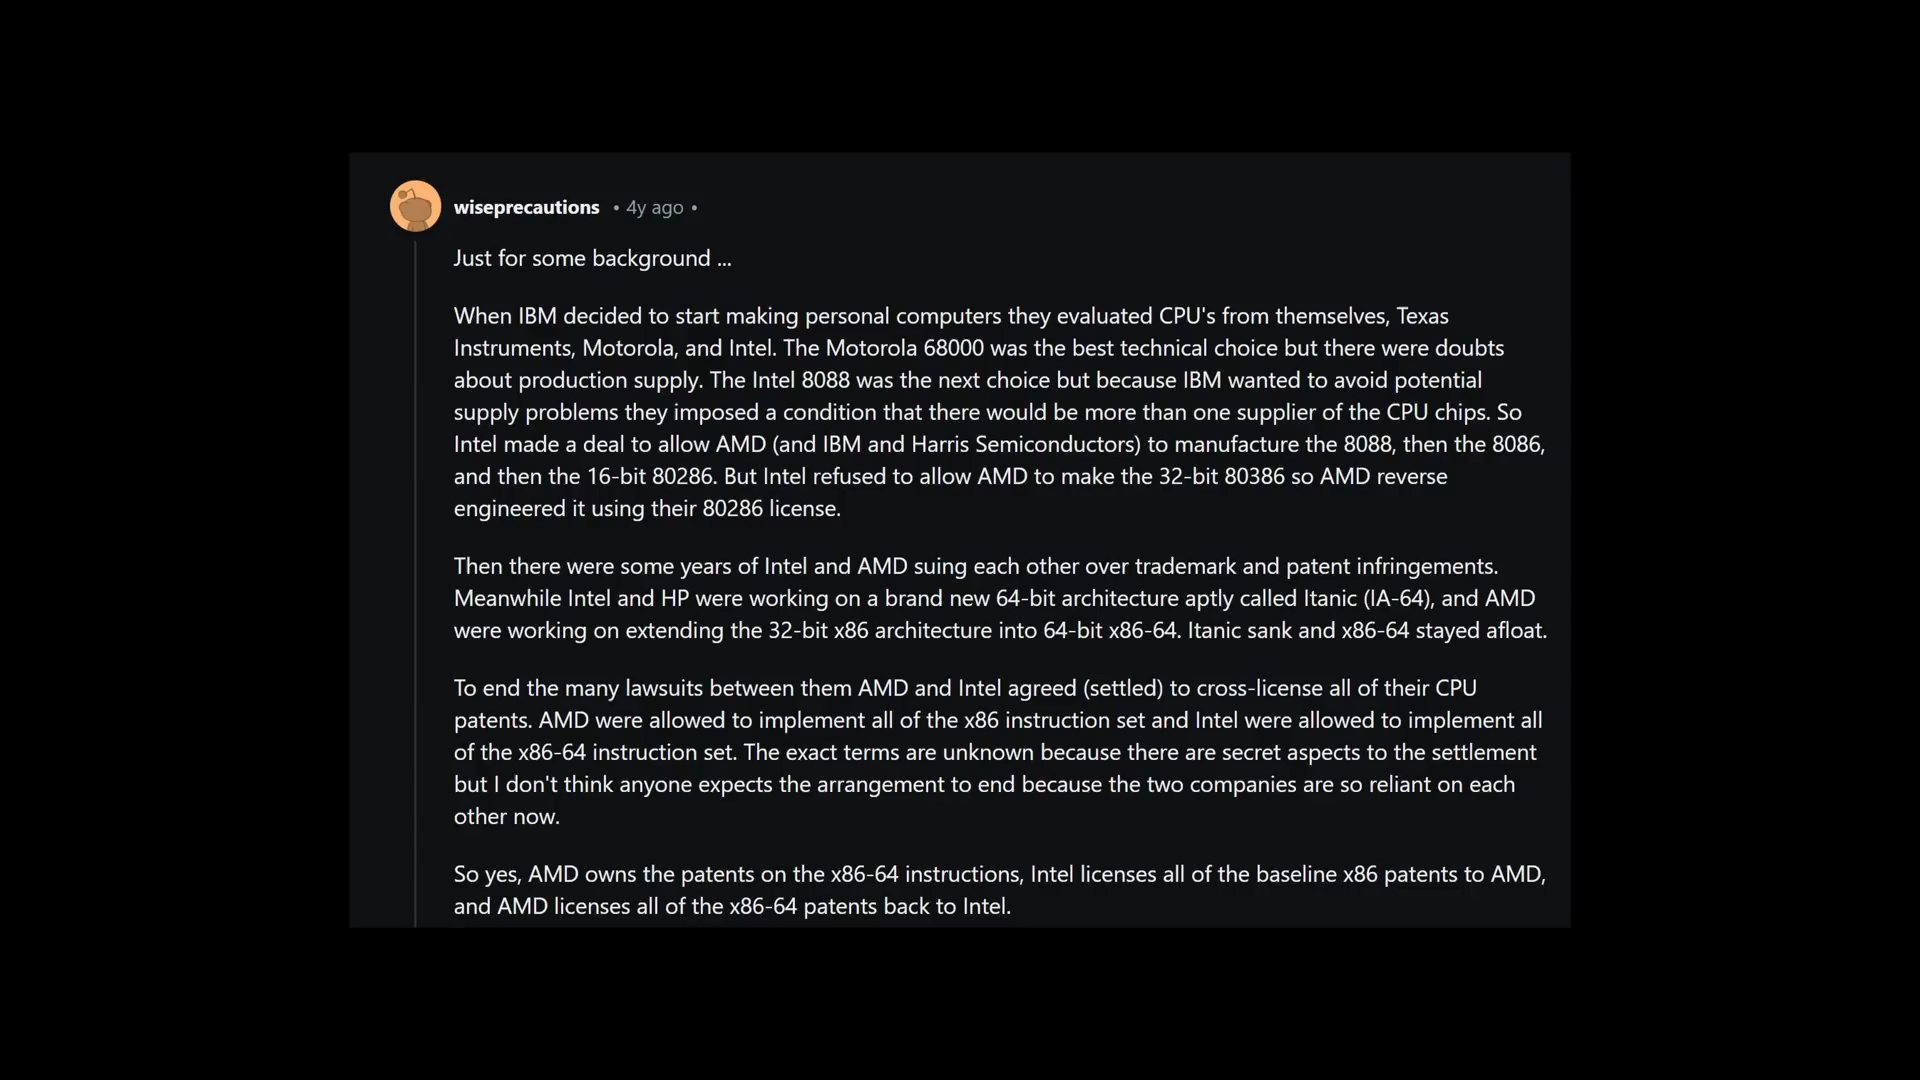 wiseprecautions • 4y ago •
Just for some background ...
When IBM decided to start making personal computers they evaluated CPU's from themselves, Texas
Instruments, Motorola, and Intel. The Motorola 68000 was the best technical choice but there were doubts
about production supply. The Intel 8088 was the next choice but because IBM wanted to avoid potential
supply problems they imposed a condition that there would be more than one supplier of the CPU chips. So
Intel made a deal to allow AMD (and IBM and Harris Semiconductors) to manufacture the 8088, then the 8086,
and then the 16-bit 80286. But Intel refused to allow AMD to make the 32-bit 80386 so AMD reverse
engineered it using their 80286 license.
Then there were some years of Intel and AMD suing each other over trademark and patent infringements.
Meanwhile Intel and HP were working on a brand new 64-bit architecture aptly called Itanic (IA-64), and AMD
were working on extending the 32-bit x86 architecture into 64-bit x86-64. Itanic sank and x86-64 stayed afloat.
To end the many lawsuits between them AMD and Intel agreed (settled) to cross-license all of their CPU
patents. AMD were allowed to implement all of the x86 instruction set and Intel were allowed to implement all
of the x86-64 instruction set. The exact terms are unknown because there are secret aspects to the settlement
but I don't think anyone expects the arrangement to end because the two companies are so reliant on each
other now.
So yes, AMD owns the patents on the x86-64 instructions, Intel licenses all of the baseline x86 patents to AMD,
and AMD licenses all of the x86-64 patents back to Intel.